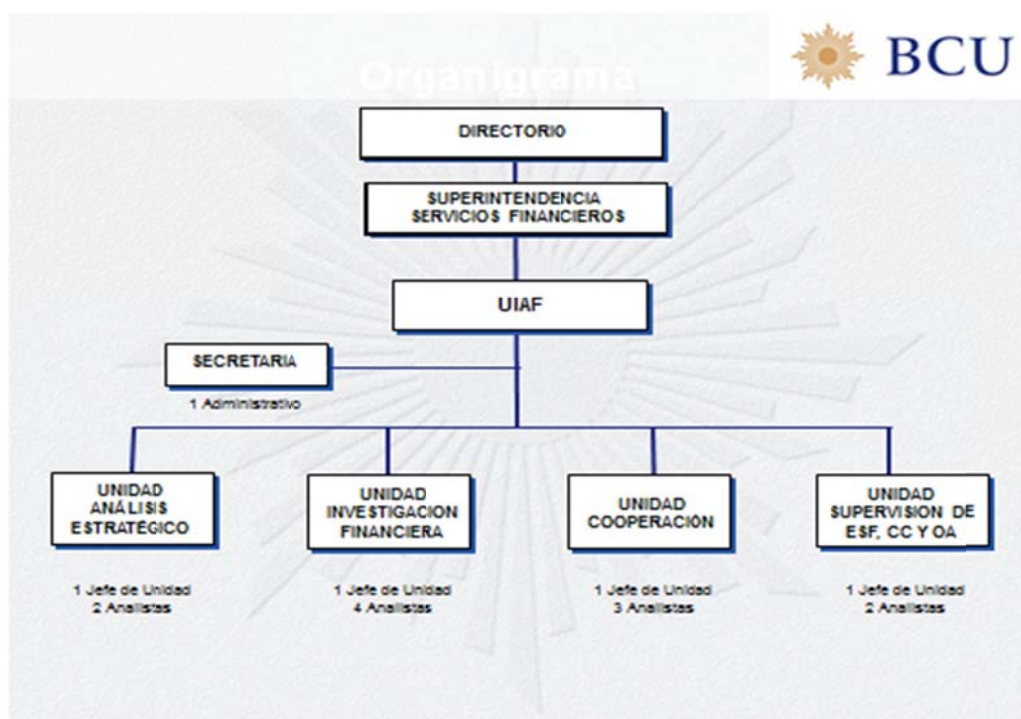 BCU
Organigrama
DIRECTORIO
SUPERINTENDENCIA
SERVICIOS FINANCIEROS
UIAF
SECRETARIA
1 Administrativo
UNIDAD
ANÁLISIS
ESTRATÉGICO
1 Jefe de Unidad
2 Analistas
UNIDAD
INVESTIGACION
FINANCIERA
1 Jefe de Unidad
4 Analistas
UNIDAD
COOPERACIÓN
1 Jefe de Unidad
3 Analistas
UNIDAD
SUPERVISION DE
ESF, CC Y OA
1 Jefe de Unidad
2 Analistas